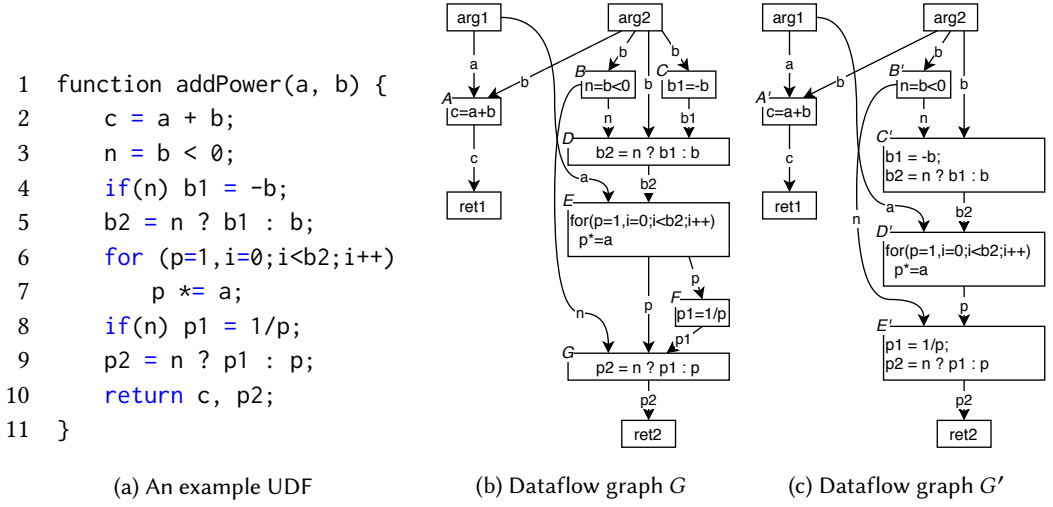 1 function addPower(a, b) {
2 c = a + b;
3 n = b < 0;
4 if(n) b1 = -b;
5 b2 = n ? b1 : b;
6 for (p=1,i=0;i<b2;i++)
7 p *= a;
8 if(n) p1 = 1/p;
9 p2 = n ? p1 : p;
10 return c, p2;
11 }
(a) An example UDF
arg1 arg2
b b
a b b
B C
n=b<0 b1=-b
A
c=a+b
n b1
D
b2 = n ? b1 : b
c
a b2
ret1
E
for(p=1,i=0;i<b2;i++)
p*=a
p
F
n p p1=1/p
p1
G
p2 = n ? p1 : p
p2
ret2
(b) Dataflow graph G
arg1 arg2
b
a b b
B'
n=b<0
A'
c=a+b
n
C'
b1 = -b;
b2 = n ? b1 : b
c
ret1
a b2
n
D'
for(p=1,i=0;i<b2;i++)
p*=a
p
E'
p1 = 1/p;
p2 = n ? p1 : p
p2
ret2
(c) Dataflow graph G′